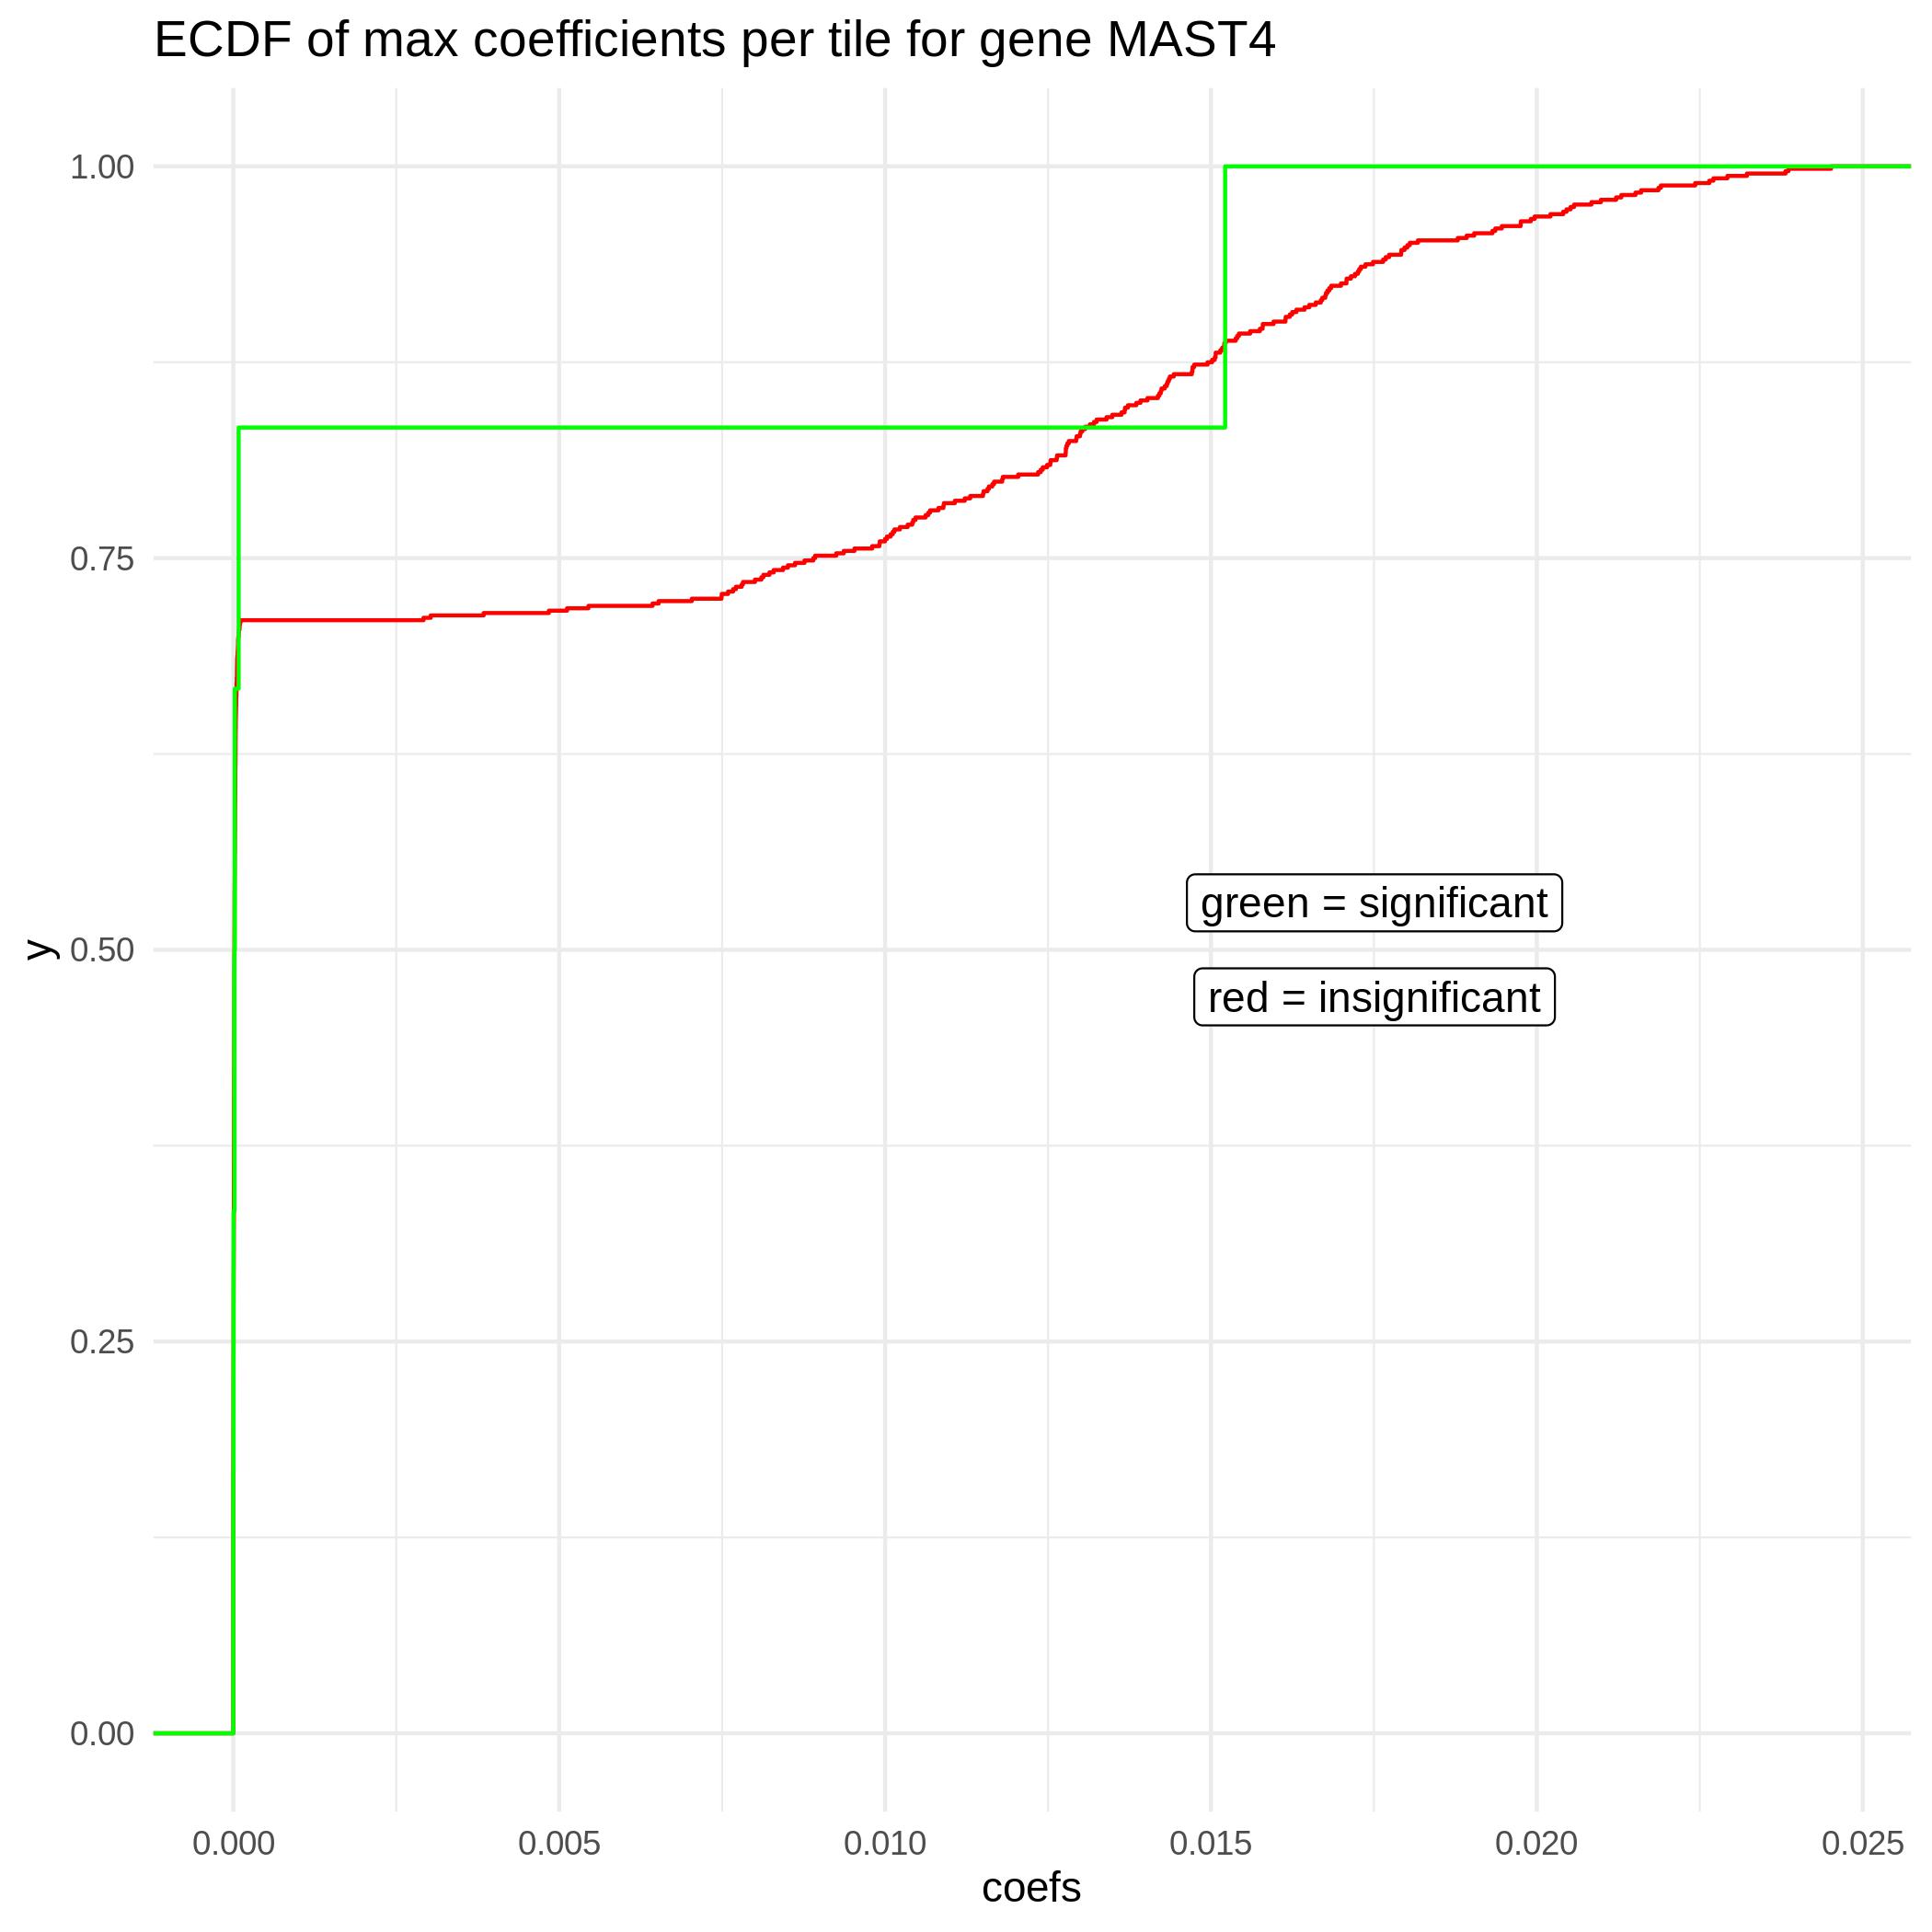 ECDF of max coefficients per tile for gene MAST4
1.00
0.75
0.50
0.25
0.00
y
green = significant
red = insignificant
0.000 0.005 0.010 0.015 0.020 0.025
coefs